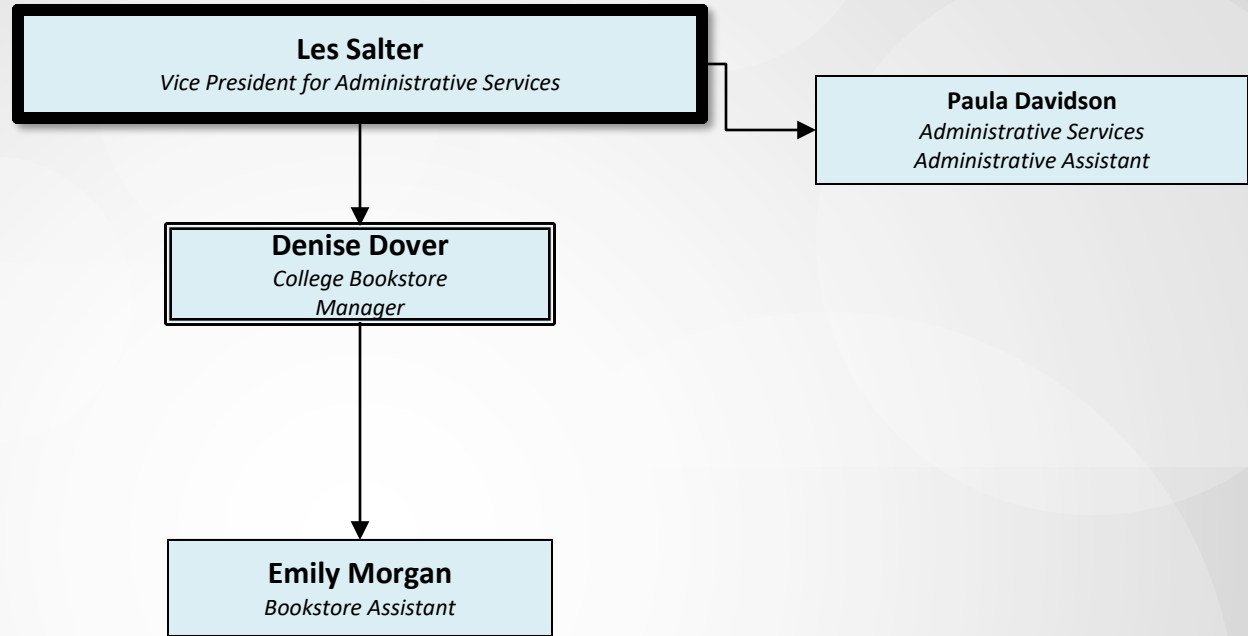 Les Salter
Vice President for Administrative Services
Paula Davidson
Administrative Services
Administrative Assistant
Denise Dover
College Bookstore
Manager
Emily Morgan
Bookstore Assistant